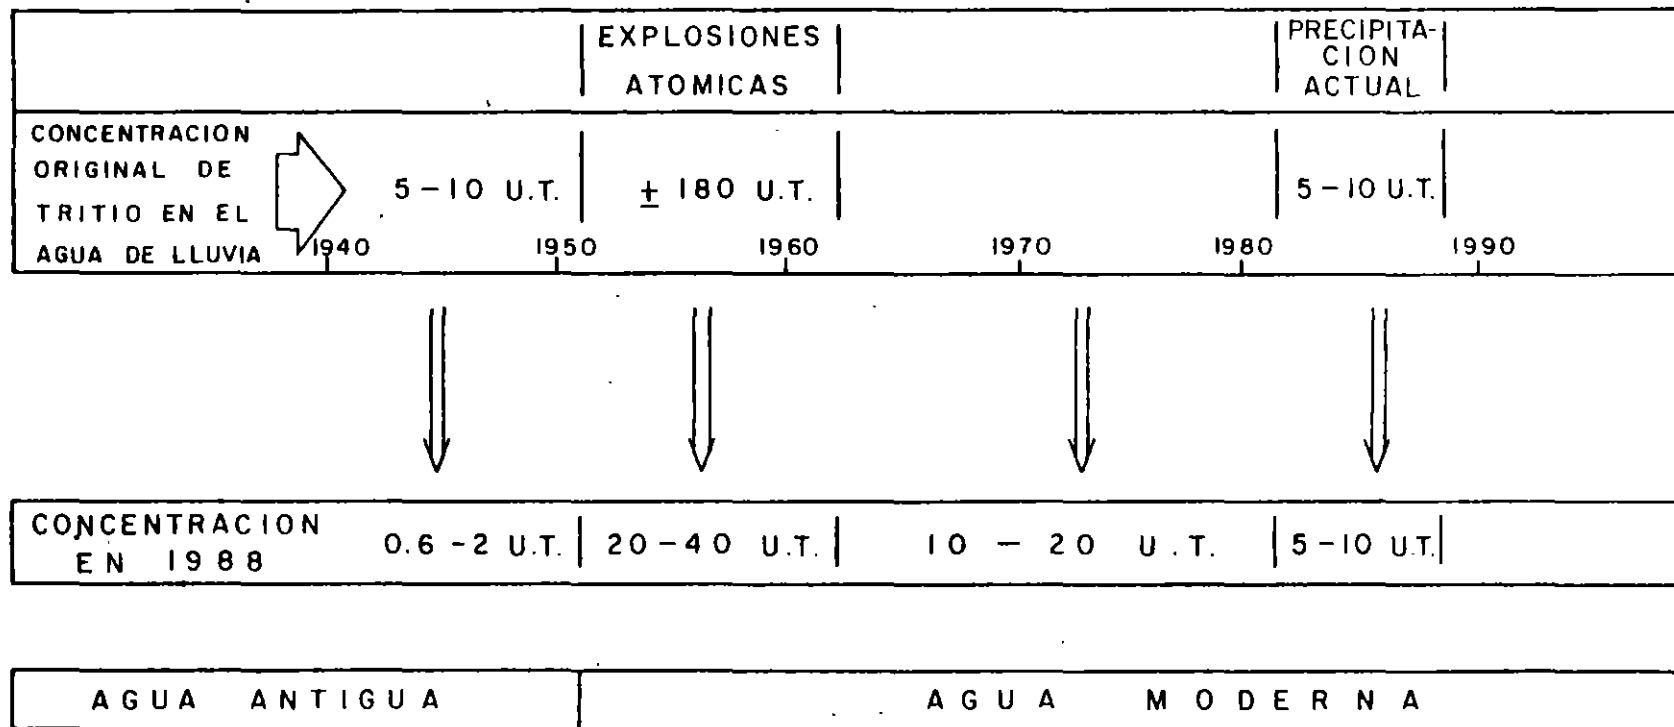 EXPLOSIONES
ATOMICAS
PRECIPITA-
CION
ACTUAL
CONCENTRACION
ORIGINAL DE
TRITIO EN EL
AGUA DE LLUVIA
5-10 U.T.
± 180 U.T.
5-10 U.T.
1940 1950 1960 1970 1980 1990
CONCENTRACION
EN 1988
0.6-2 U.T.
20-40 U.T.
10 - 20 U.T.
5-10 U.T.
AGUA ANTIGUA
AGUA MODERNA